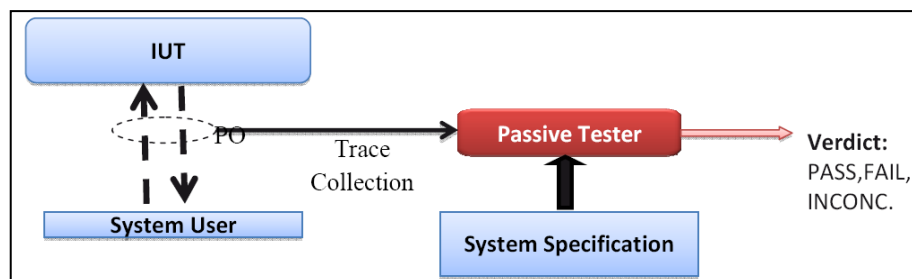 IUT
PO
Trace
Collection
System User
Passive Tester
System Specification
Verdict:
PASS,FAIL,
INCONC.